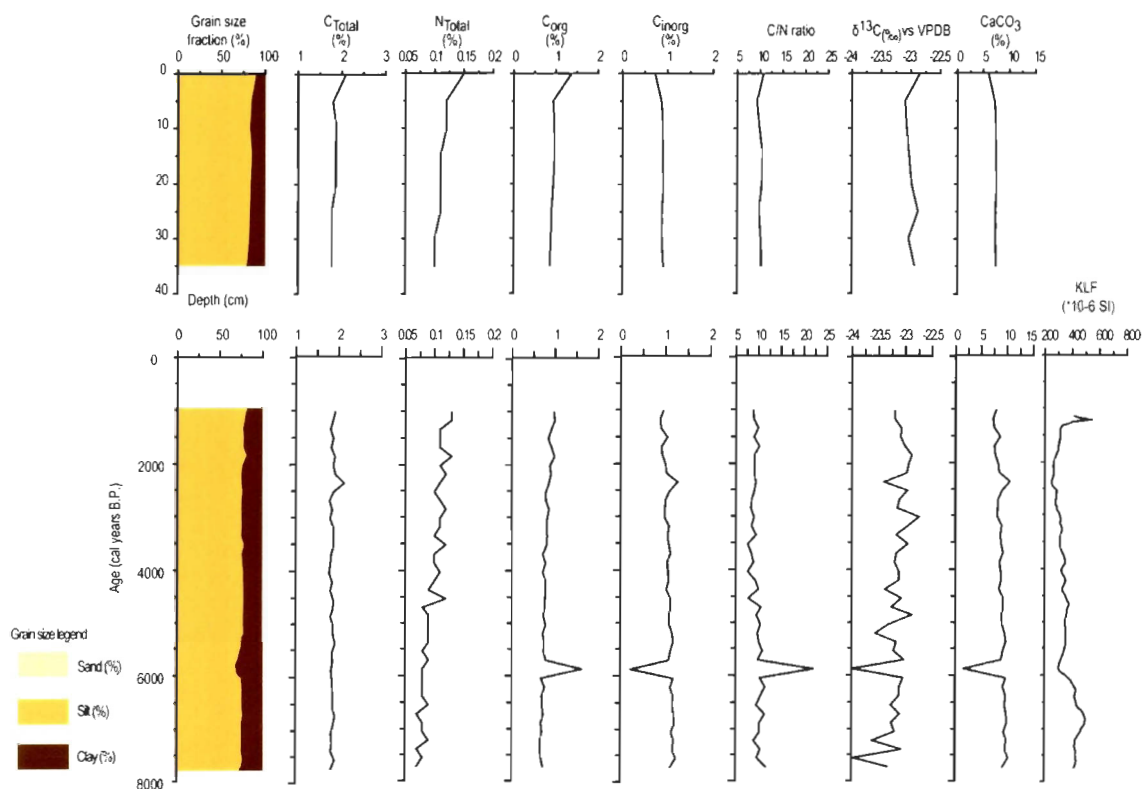 Grain size fraction (%)
C Total (%)
N Total (%)
C org (%)
C inorg (%)
C/N ratio
δ13C(‰) vs VPDB
CaCO3 (%)
0 50 100
0 1 2 3
0.05 0.1 0.15 0.2
0 1 2
0 1 2
5 10 15 20 25
-24 -23.5 -23 -22.5
0 5 10 15
0
10
20
30
40
Depth (cm)
KLF
(*10-6 SI)
0 50 100
0 1 2 3
0.05 0.1 0.15 0.2
0 1 2
0 1 2
5 10 15 20 25
-24 -23.5 -23 -22.5
0 5 10 15
200 400 600 800
0
2000
4000
6000
8000
Age (cal years B.P.)
Grain size legend
Sand (%)
Silt (%)
Clay (%)